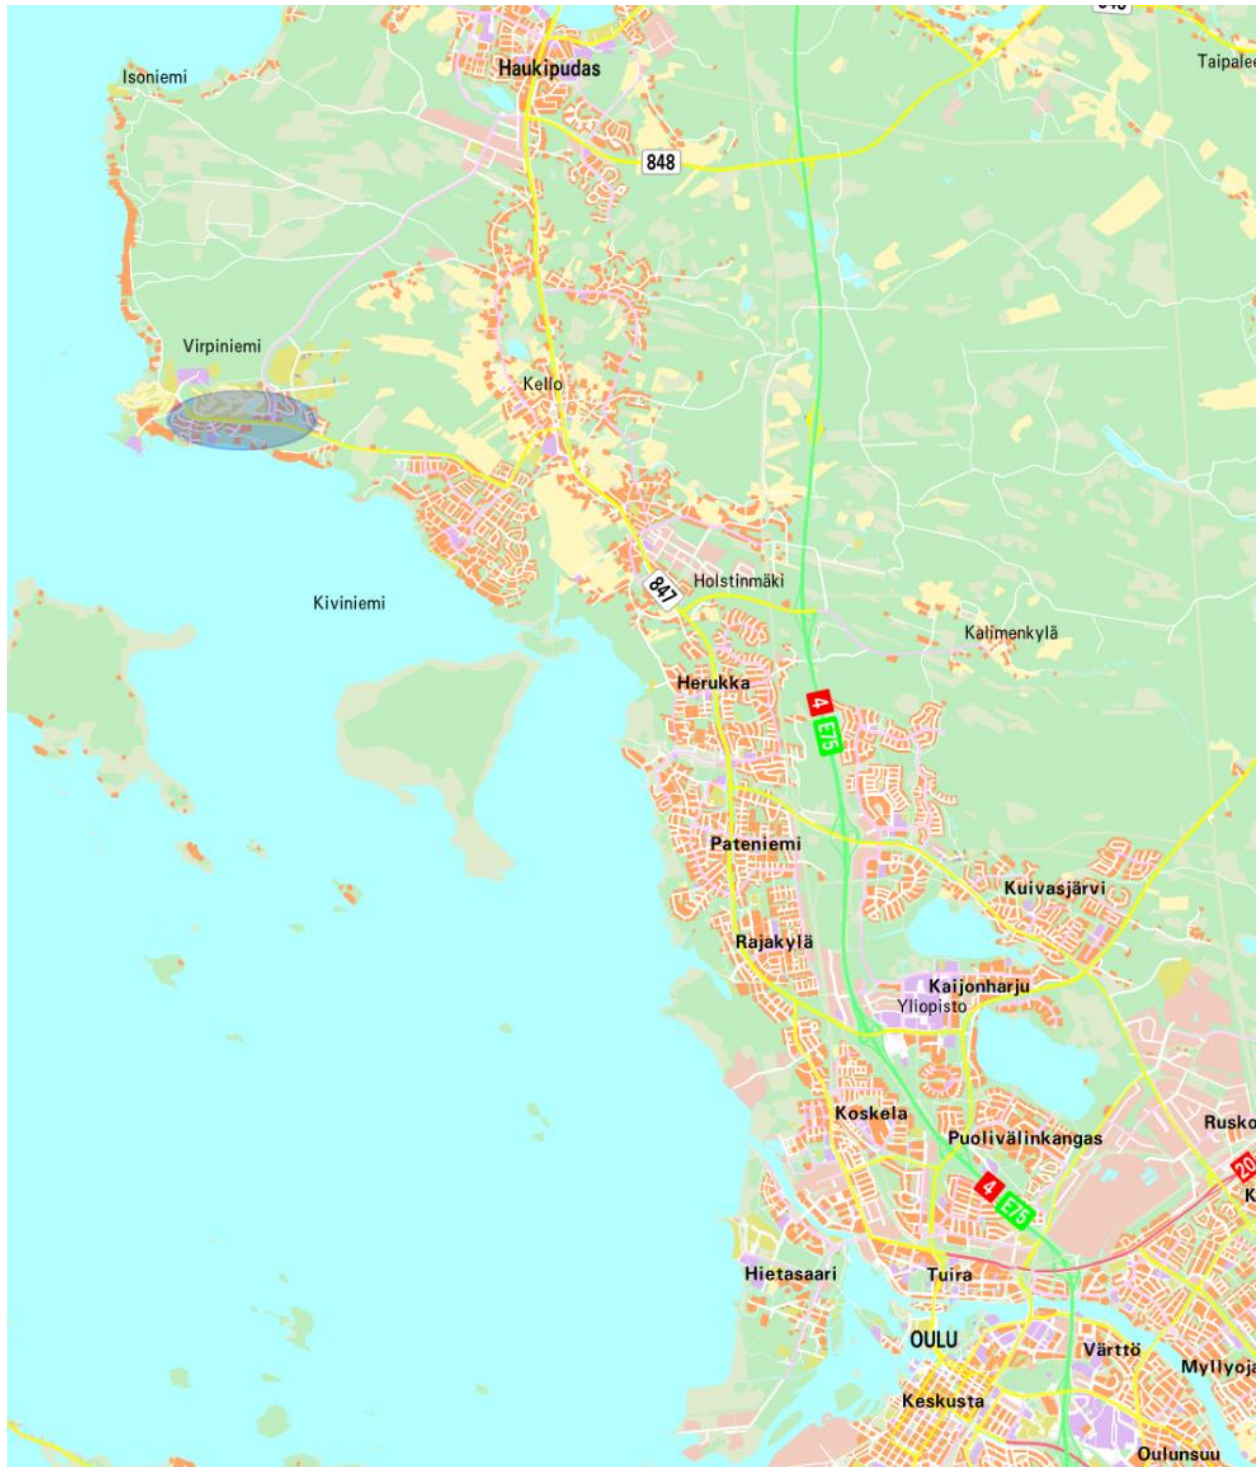 Isoniemi
Haukipudas
848
Virpiniemi
Kello
847
Holstinmäki
Kiviniemi
Kalimenkylä
Herukka
4
E75
Pateniemi
Kuivasjärvi
Rajakylä
Kaijonharju
Yliopisto
Koskela
Puolivälinkangas
Rusko
20
4
E75
K
Hietasaari
Tuira
OULU
Värttö
Myllyoja
Keskusta
Oulunsuu